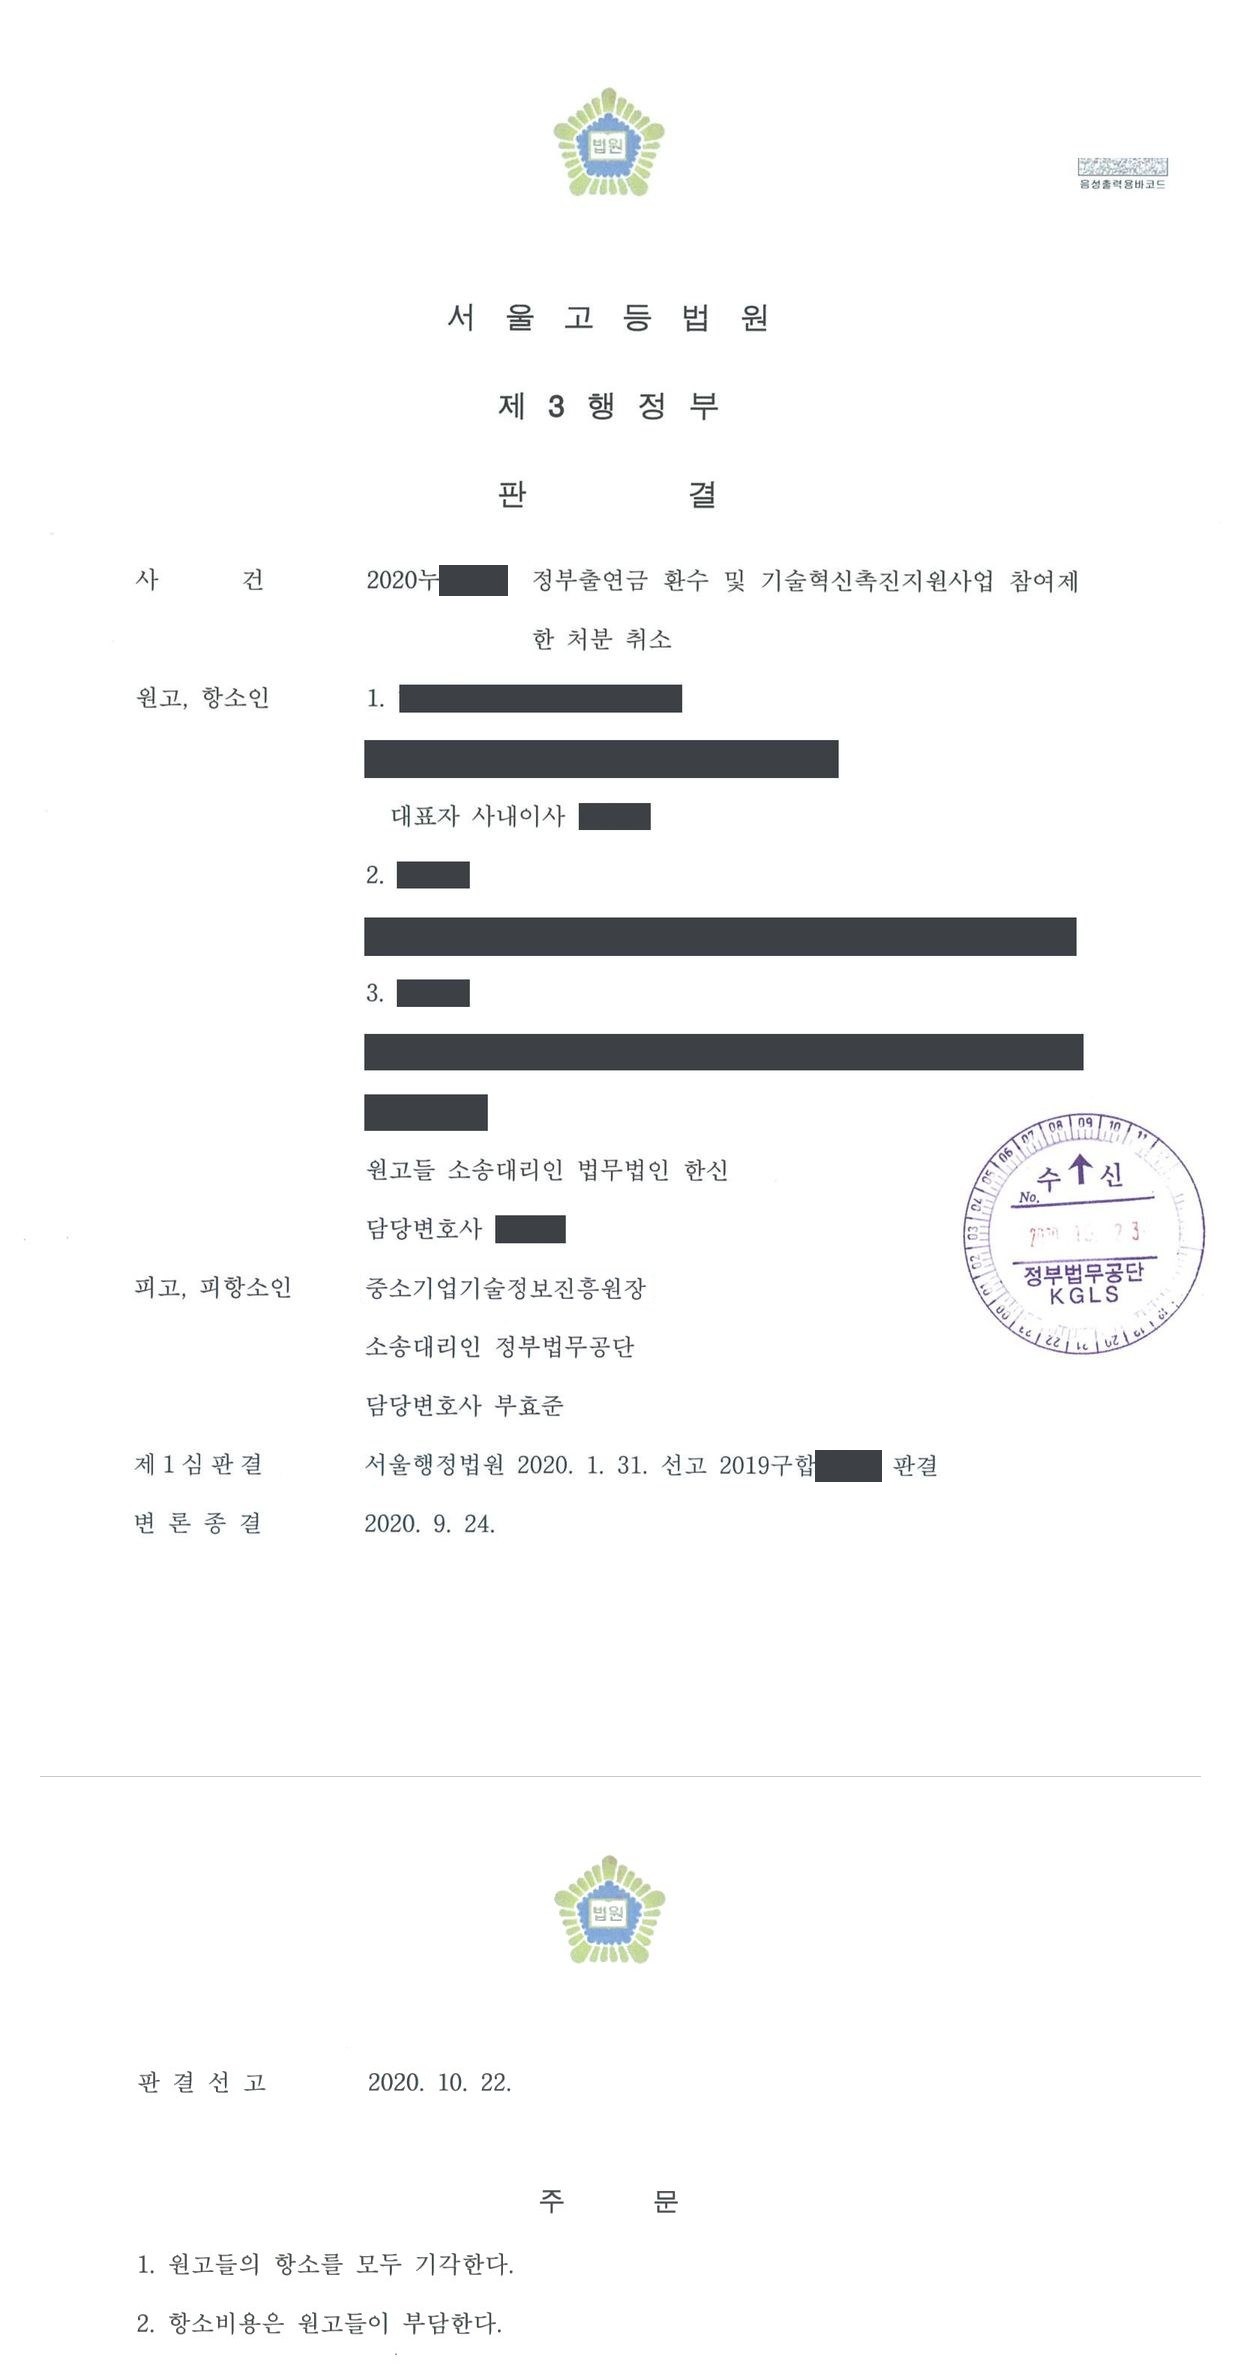 법원
음성출력용바코드
서울고등법원
제3행정부
판 결
사 건 2020누 정부출연금 환수 및 기술혁신촉진지원사업 참여제
한 처분 취소
원고, 항소인 1.
대표자 사내이사
2.
3.
원고들 소송대리인 법무법인 한신
담당변호사
수신
No.
정부법무공단
KGLS
피고, 피항소인 중소기업기술정보진흥원장
소송대리인 정부법무공단
담당변호사 부효준
제1심판결 서울행정법원 2020. 1. 31. 선고 2019구합 판결
변론종결 2020. 9. 24.
법원
판결선고 2020. 10. 22.
주 문
1. 원고들의 항소를 모두 기각한다.
2. 항소비용은 원고들이 부담한다.